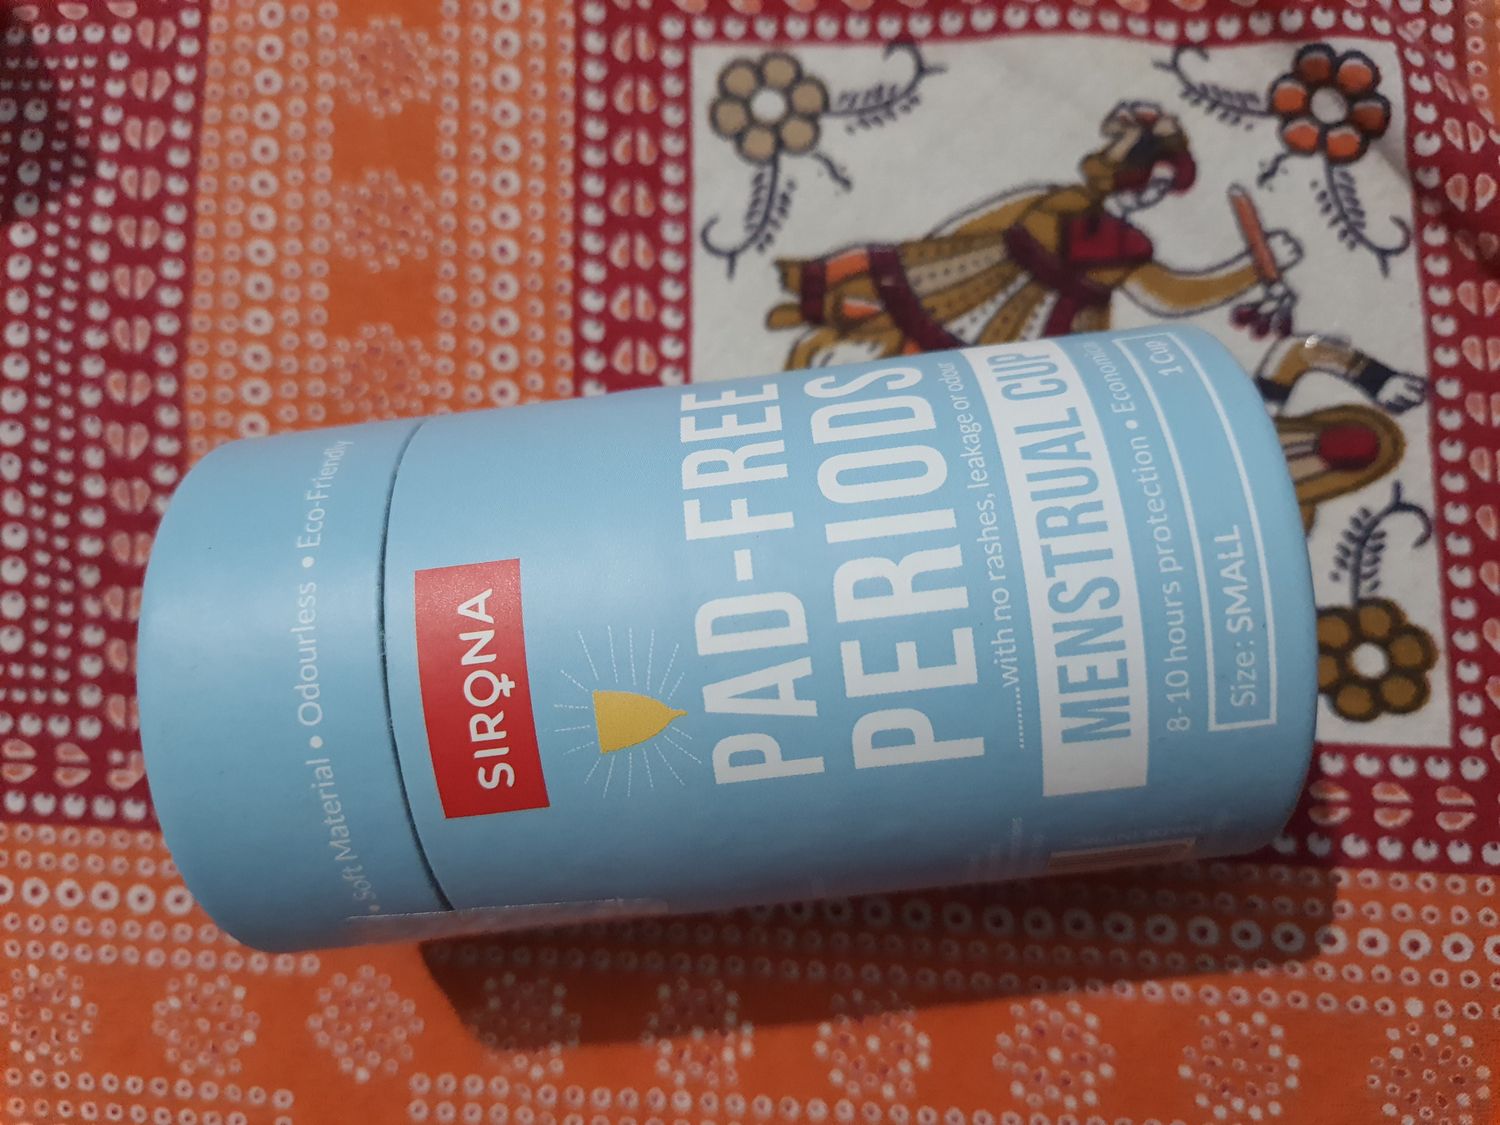 • Soft Material • Odourless • Eco-Friendly
SIRONA
PAD-FREE
PERIODS
..........with no rashes, leakage or odour
MENSTRUAL CUP
8-10 hours protection • Economical
Size: SMALL
1 Cup